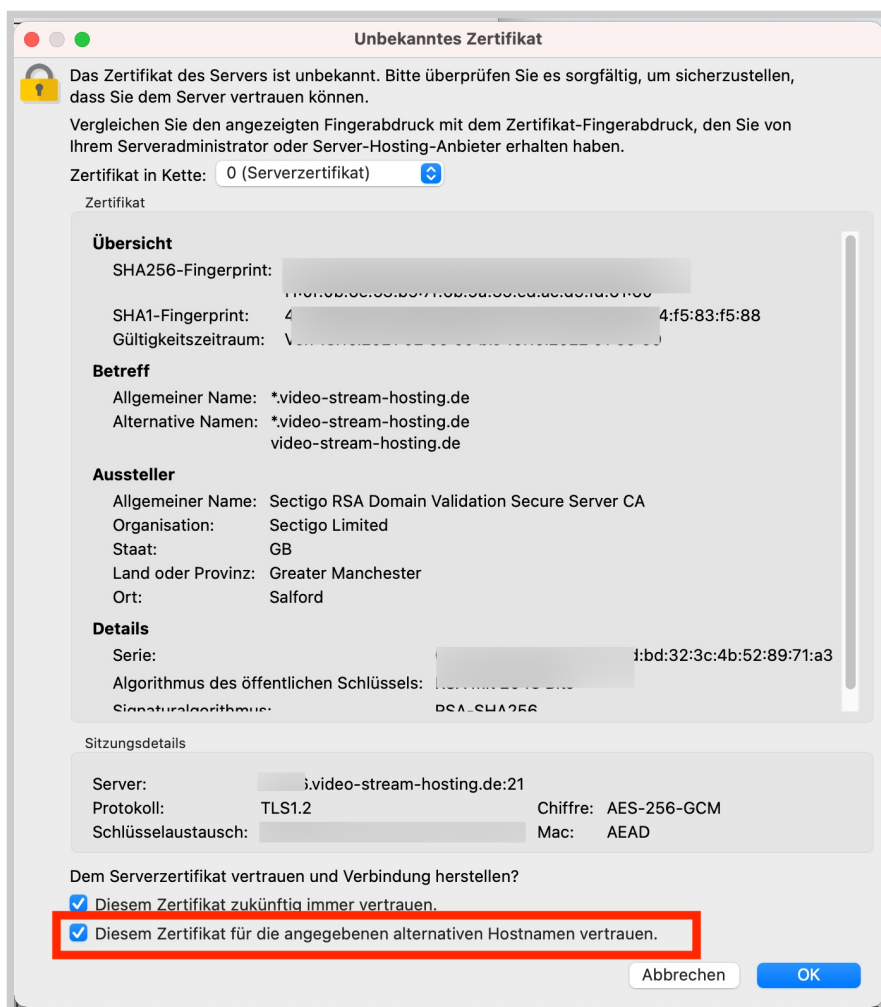 Unbekanntes Zertifikat
Das Zertifikat des Servers ist unbekannt. Bitte überprüfen Sie es sorgfältig, um sicherzustellen,
dass Sie dem Server vertrauen können.
Vergleichen Sie den angezeigten Fingerabdruck mit dem Zertifikat-Fingerabdruck, den Sie von
Ihrem Serveradministrator oder Server-Hosting-Anbieter erhalten haben.
Zertifikat in Kette: 0 (Serverzertifikat)
Zertifikat
Übersicht
SHA256-Fingerprint:
SHA1-Fingerprint: 4:f5:83:f5:88
Gültigkeitszeitraum:
Betreff
Allgemeiner Name: *.video-stream-hosting.de
Alternative Namen: *.video-stream-hosting.de
video-stream-hosting.de
Aussteller
Allgemeiner Name: Sectigo RSA Domain Validation Secure Server CA
Organisation: Sectigo Limited
Staat: GB
Land oder Provinz: Greater Manchester
Ort: Salford
Details
Serie: :bd:32:3c:4b:52:89:71:a3
Algorithmus des öffentlichen Schlüssels:
Signaturalgorithmus: RSA-SHA256
Sitzungsdetails
Server: .video-stream-hosting.de:21
Protokoll: TLS1.2 Chiffre: AES-256-GCM
Schlüsselaustausch: Mac: AEAD
Dem Serverzertifikat vertrauen und Verbindung herstellen?
Diesem Zertifikat zukünftig immer vertrauen.
Diesem Zertifikat für die angegebenen alternativen Hostnamen vertrauen.
Abbrechen OK